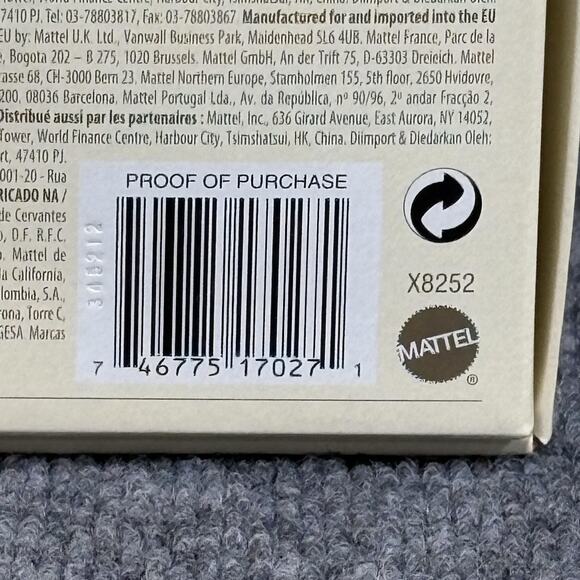 47410 PJ. Tel: 03-78803817, Fax: 03-78803867 Manufactured for and imported into the EU
EU by: Mattel U.K. Ltd., Vanwall Business Park, Maidenhead SL6 4UB. Mattel France, Parc de la
, Bogota 202 – B 275, 1020 Brussels. Mattel GmbH, An der Trift 75, D-63303 Dreieich. Mattel
rasse 68, CH-3000 Bern 23. Mattel Northern Europe, Stamholmen 155, 5th floor, 2650 Hvidovre,
200, 08036 Barcelona. Mattel Portugal Lda., Av. da República, nº 90/96, 2º andar Fracção 2,
Distribué aussi par les partenaires : Mattel, Inc., 636 Girard Avenue, East Aurora, NY 14052,
Tower, World Finance Centre, Harbour City, Tsimshatsui, HK, China. Diimport & Diedarkan Oleh:
rt, 47410 PJ.
001-20 - Rua
RICADO NA /
de Cervantes
o, D.F. R.F.C.
o. Mattel de
la California,
lombia, S.A.,
rona, Torre C,
GESA. Marcas
PROOF OF PURCHASE
7 46775 17027 1
X8252
MATTEL
®